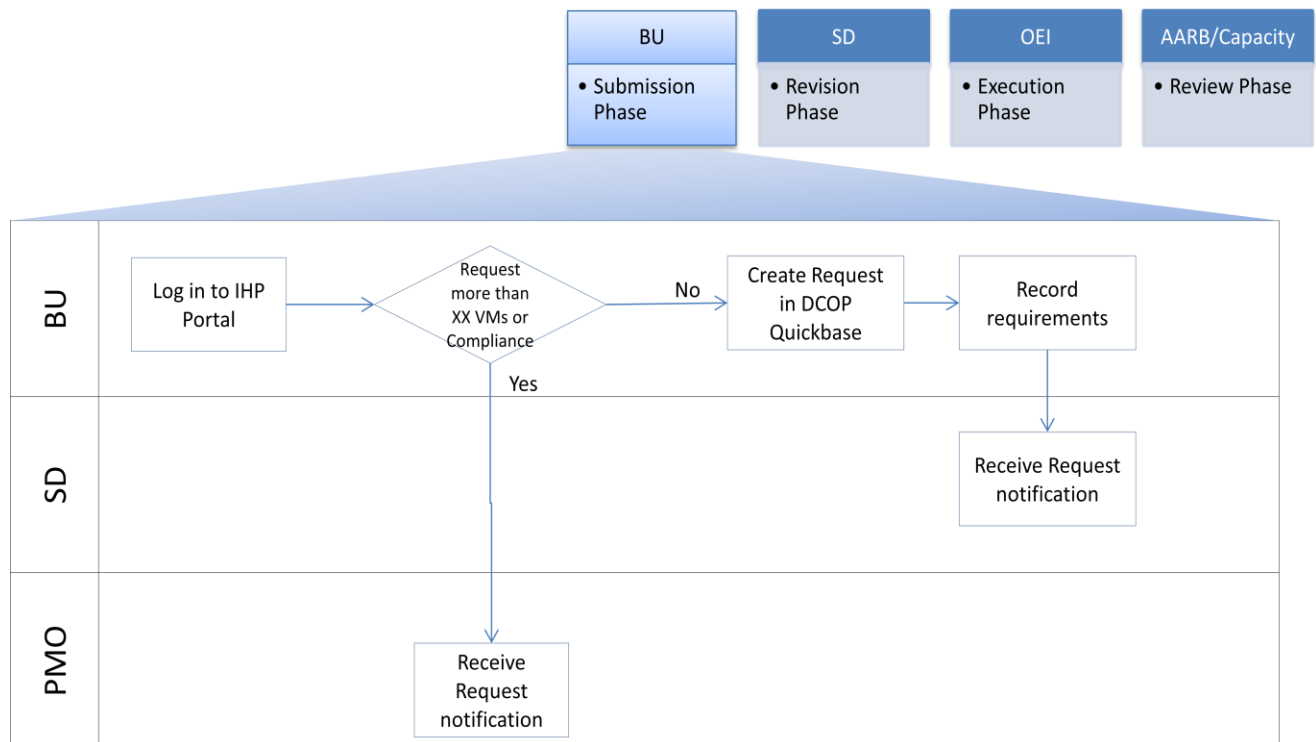 BU
SD
OEI
AARB/Capacity
• Submission
Phase
• Revision
Phase
• Execution
Phase
• Review Phase
BU
Log in to IHP
Portal
Request
more than
XX VMs or
Compliance
No
Yes
Create Request
in DCOP
Quickbase
Record
requirements
SD
Receive Request
notification
PMO
Receive
Request
notification